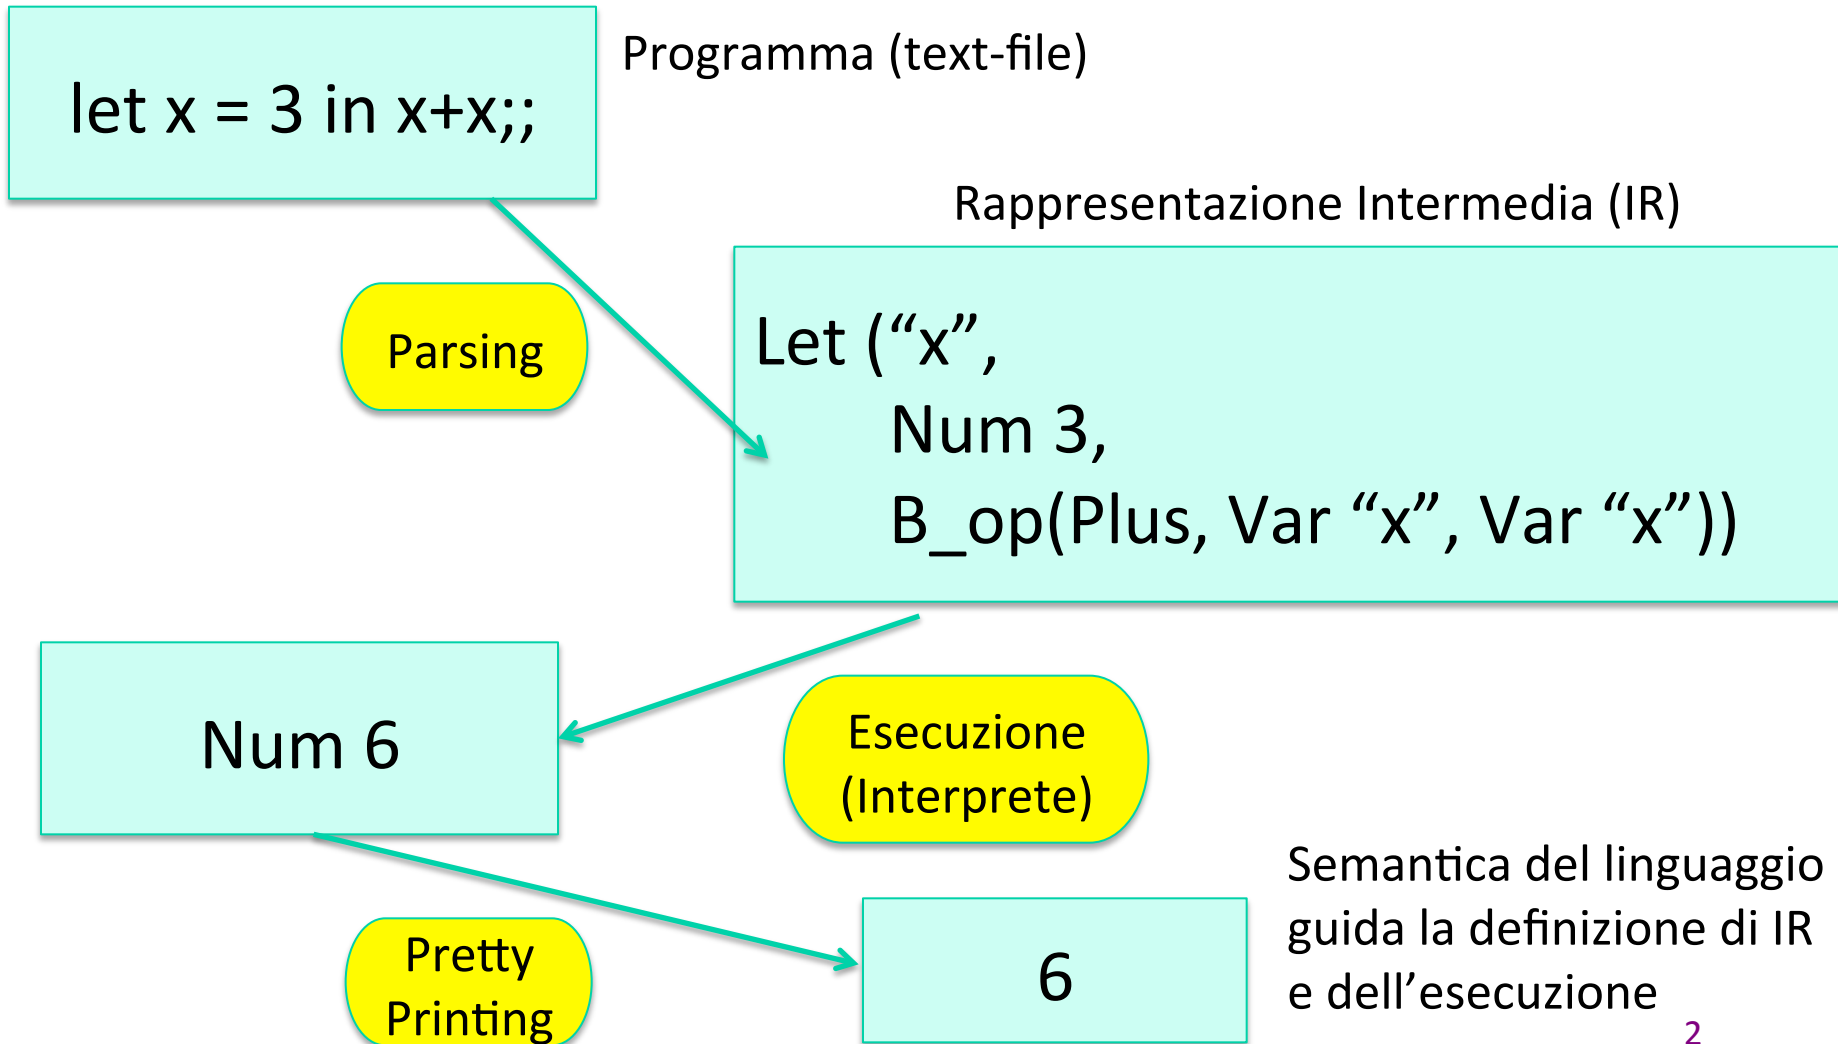 let x = 3 in x+x;;
Programma (text-file)
Rappresentazione Intermedia (IR)
Parsing
Let (“x”,
Num 3,
B_op(Plus, Var “x”, Var “x”))
Num 6
Esecuzione
(Interprete)
Pretty
Printing
6
Semantica del linguaggio
guida la definizione di IR
e dell’esecuzione
2